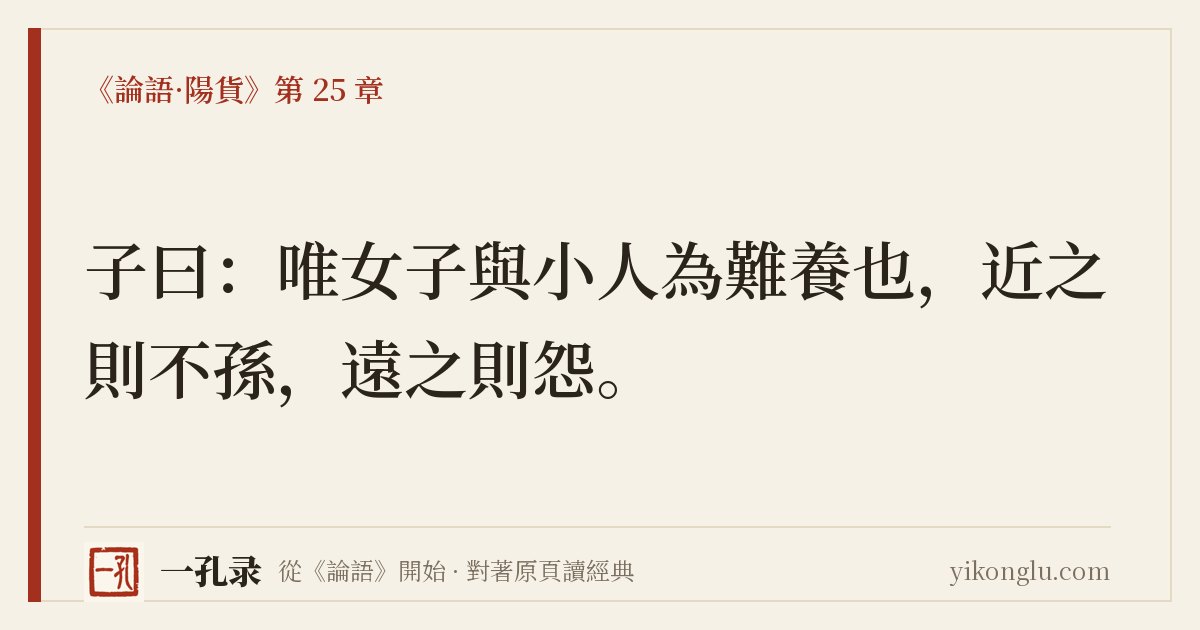 《論語·陽貨》第 25 章
子曰：唯女子與小人為難養也，近之
則不孫，遠之則怨。
一孔
一孔录 從《論語》開始 · 對著原頁讀經典
yikonglu.com